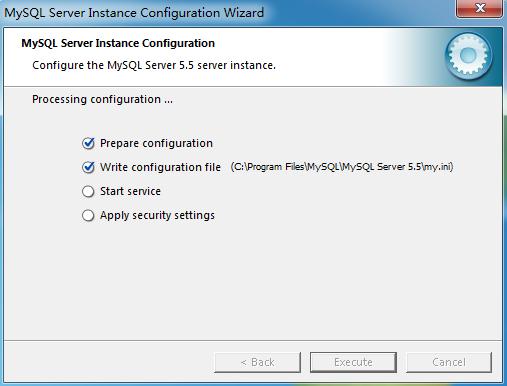 MySQL Server Instance Configuration Wizard
MySQL Server Instance Configuration
Configure the MySQL Server 5.5 server instance.
Processing configuration ...
Prepare configuration
Write configuration file (C:\Program Files\MySQL\MySQL Server 5.5\my.ini)
Start service
Apply security settings
< Back Execute Cancel